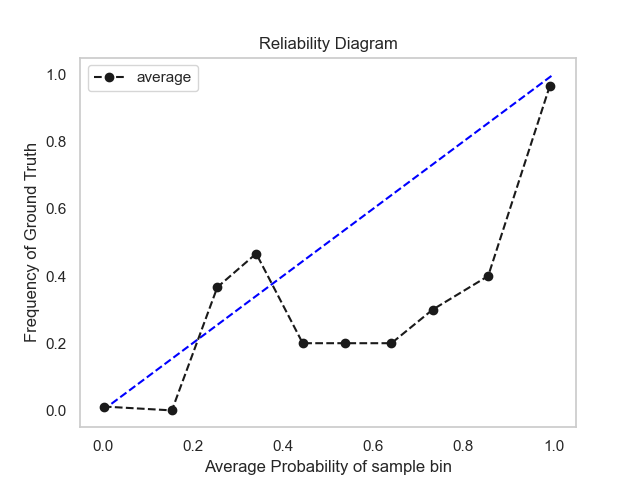 Reliability Diagram
average
1.0
0.8
0.6
0.4
0.2
0.0
Frequency of Ground Truth
0.0 0.2 0.4 0.6 0.8 1.0
Average Probability of sample bin